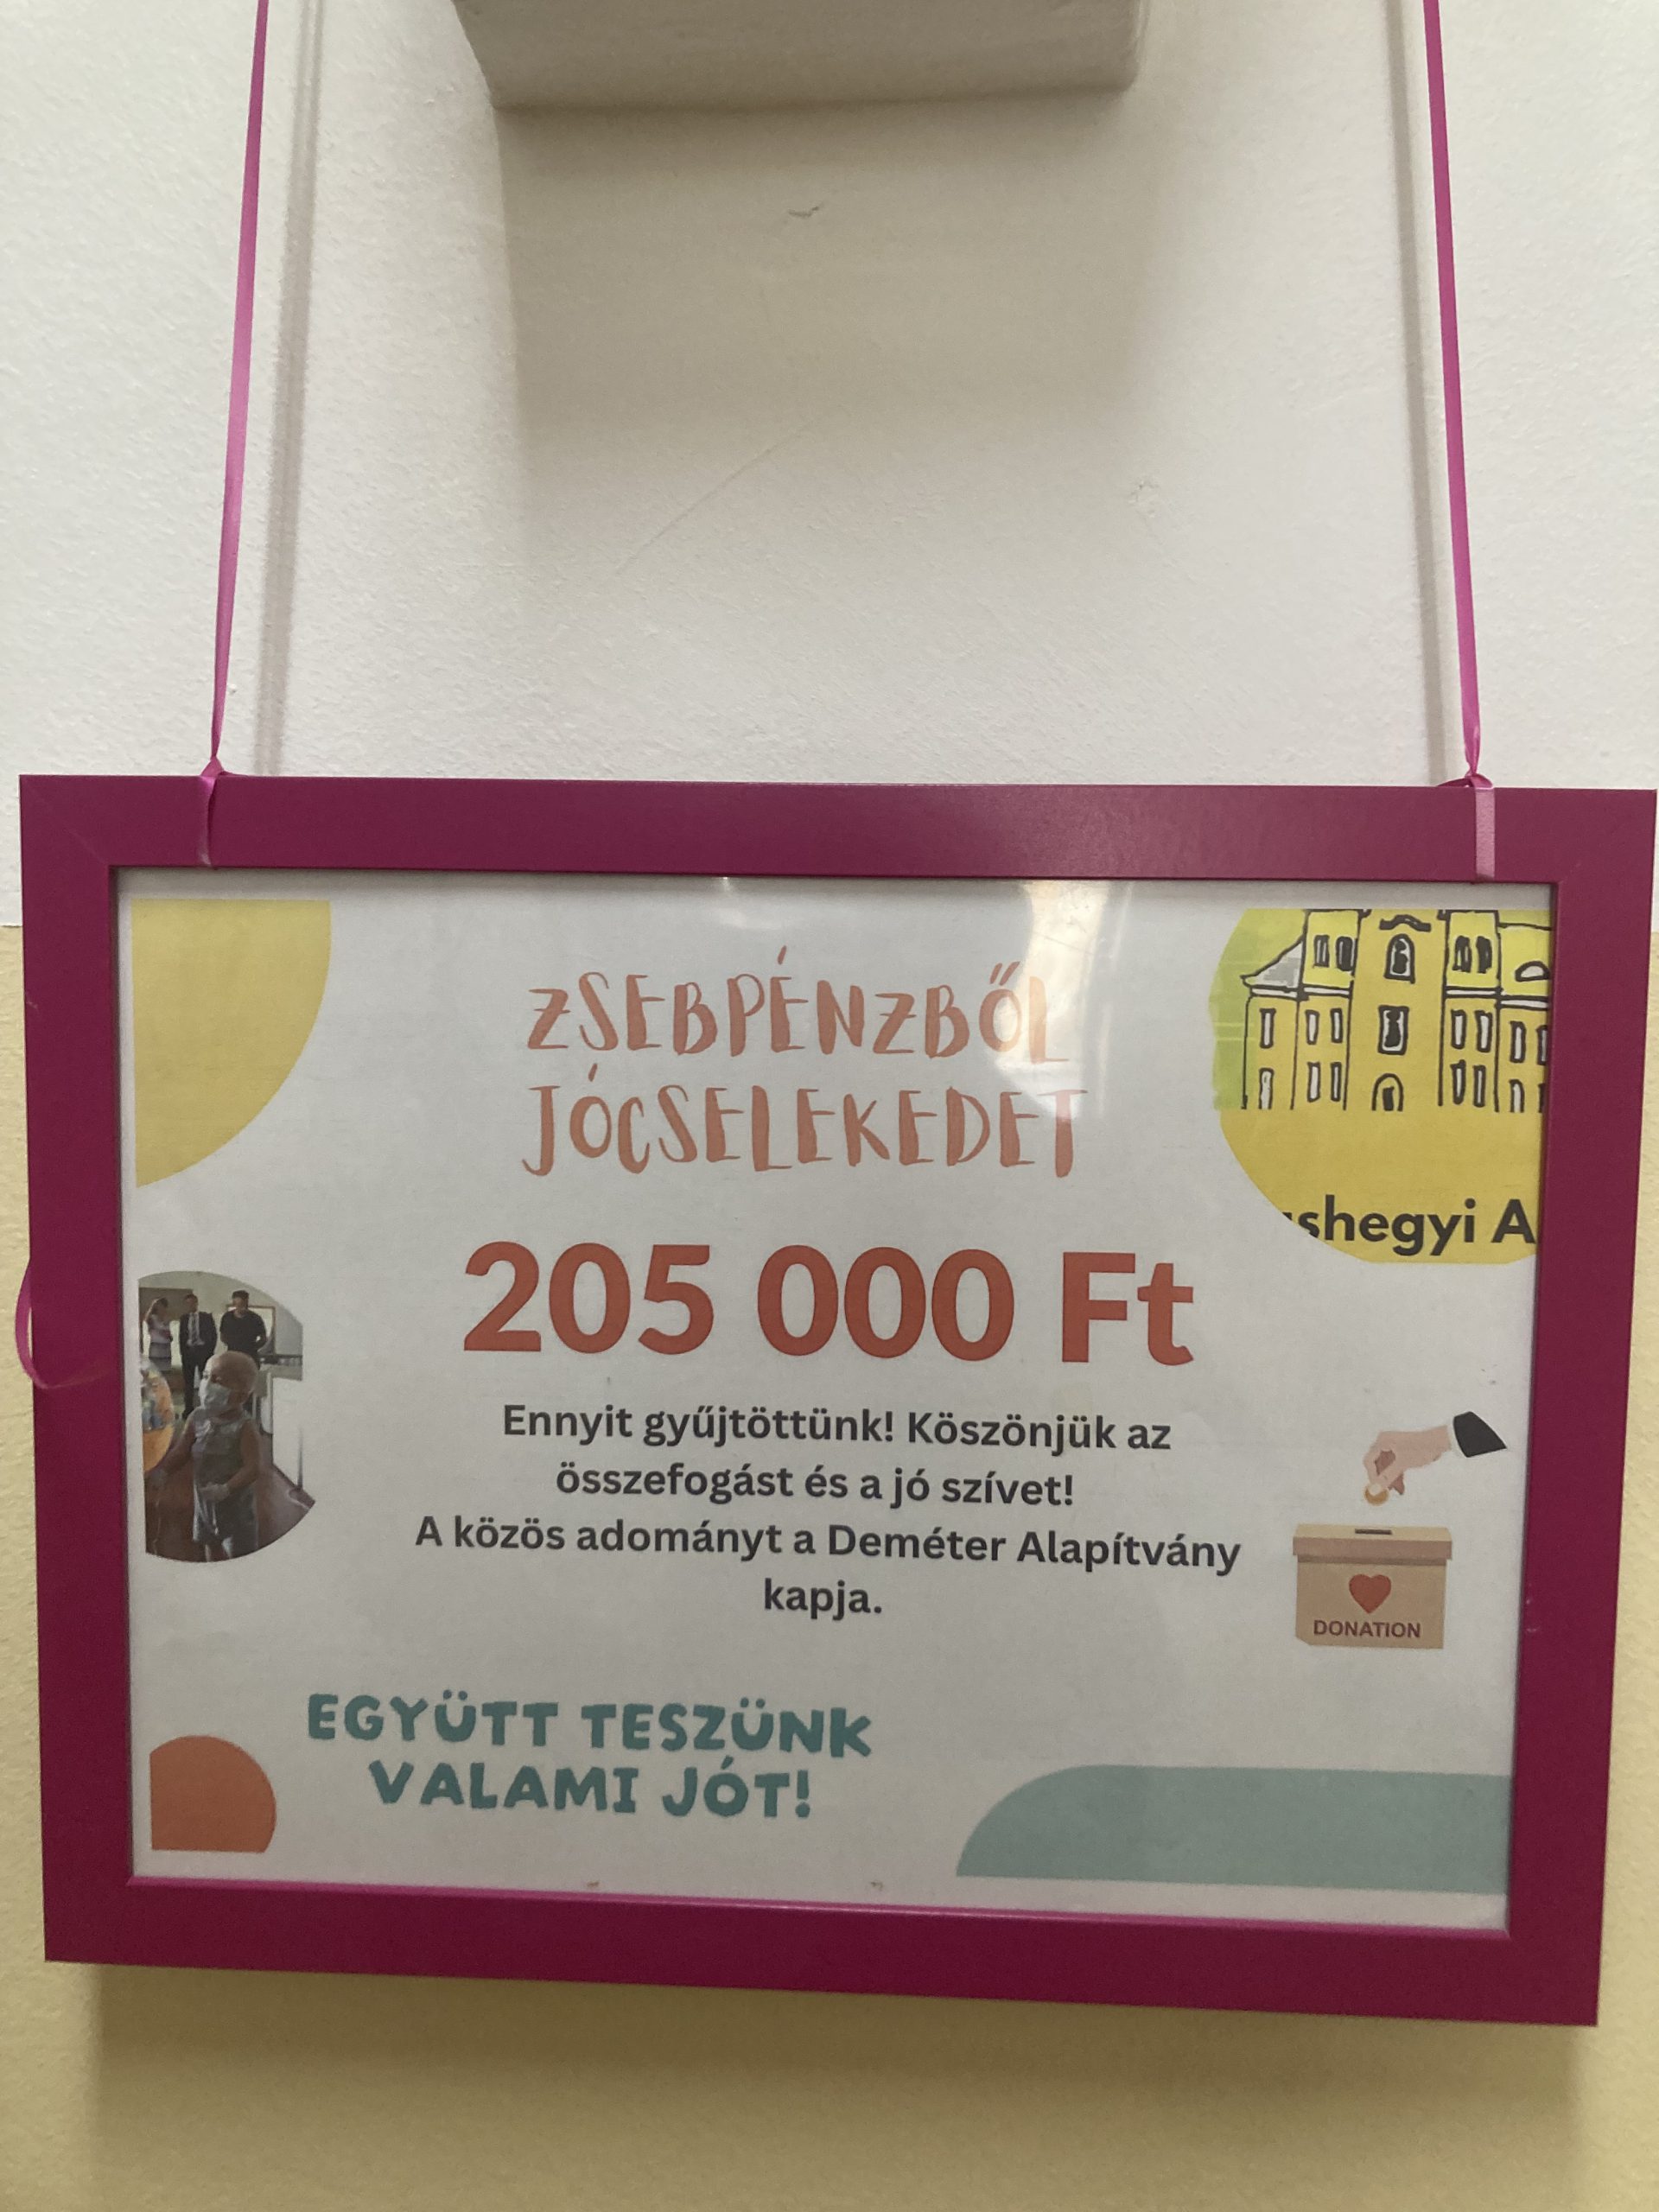 ZSEBPÉNZBŐL
JÓCSELEKEDET
shegyi A
205 000 Ft
Ennyit gyűjtöttünk! Köszönjük az
összefogást és a jó szívet!
A közös adományt a Deméter Alapítvány
kapja.
DONATION
EGYÜTT TESZÜNK
VALAMI JÓT!